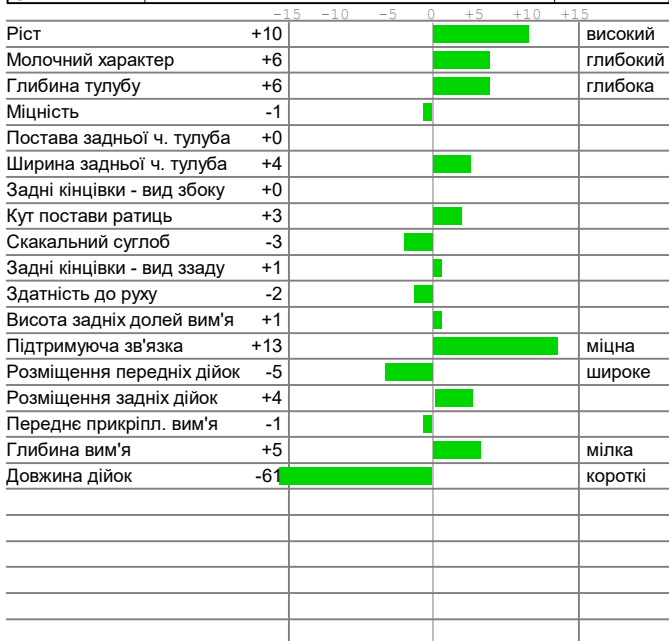 -15 -10 -5 0 +5 +10 +15
Ріст +10 високий
Молочний характер +6 глибокий
Глибина тулубу +6 глибока
Міцність -1
Постава задньої ч. тулуба +0
Ширина задньої ч. тулуба +4
Задні кінцівки - вид збоку +0
Кут постави ратиць +3
Скакальний суглоб -3
Задні кінцівки - вид ззаду +1
Здатність до руху -2
Висота задніх долей вим'я +1
Підтримуюча зв'язка +13 міцна
Розміщення передніх дійок -5 широке
Розміщення задніх дійок +4
Переднє прикріпл. вим'я -1
Глибина вим'я +5 мілка
Довжина дійок -61 короткі